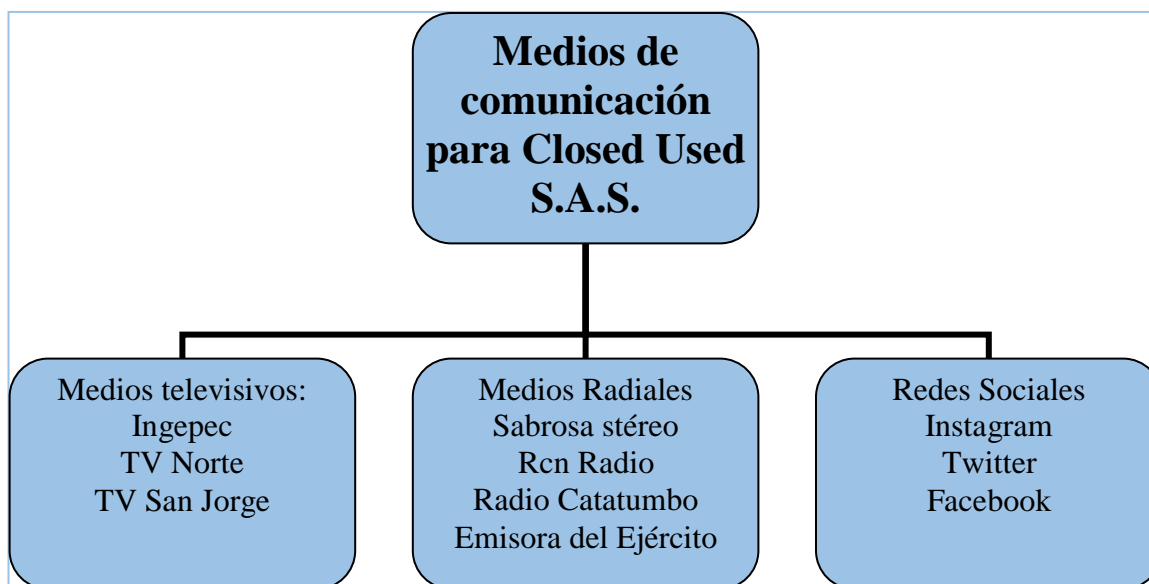 Medios de
comunicación
para Closed Used
S.A.S.
Medios televisivos:
Ingepec
TV Norte
TV San Jorge
Medios Radiales
Sabrosa stéreo
Rcn Radio
Radio Catatumbo
Emisora del Ejército
Redes Sociales
Instagram
Twitter
Facebook